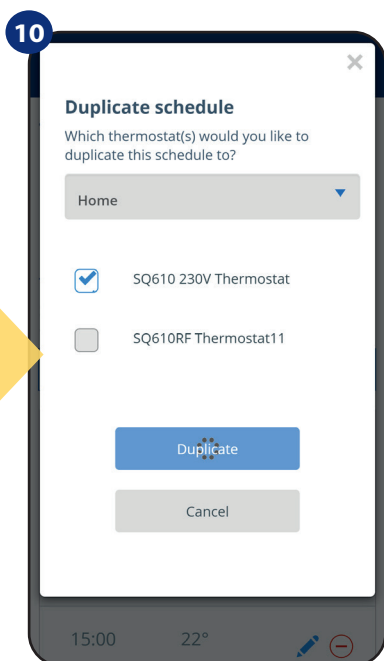 10
Duplicate schedule
Which thermostat(s) would you like to
duplicate this schedule to?
Home
SQ610 230V Thermostat
SQ610RF Thermostat11
Duplicate
Cancel
15:00 22°